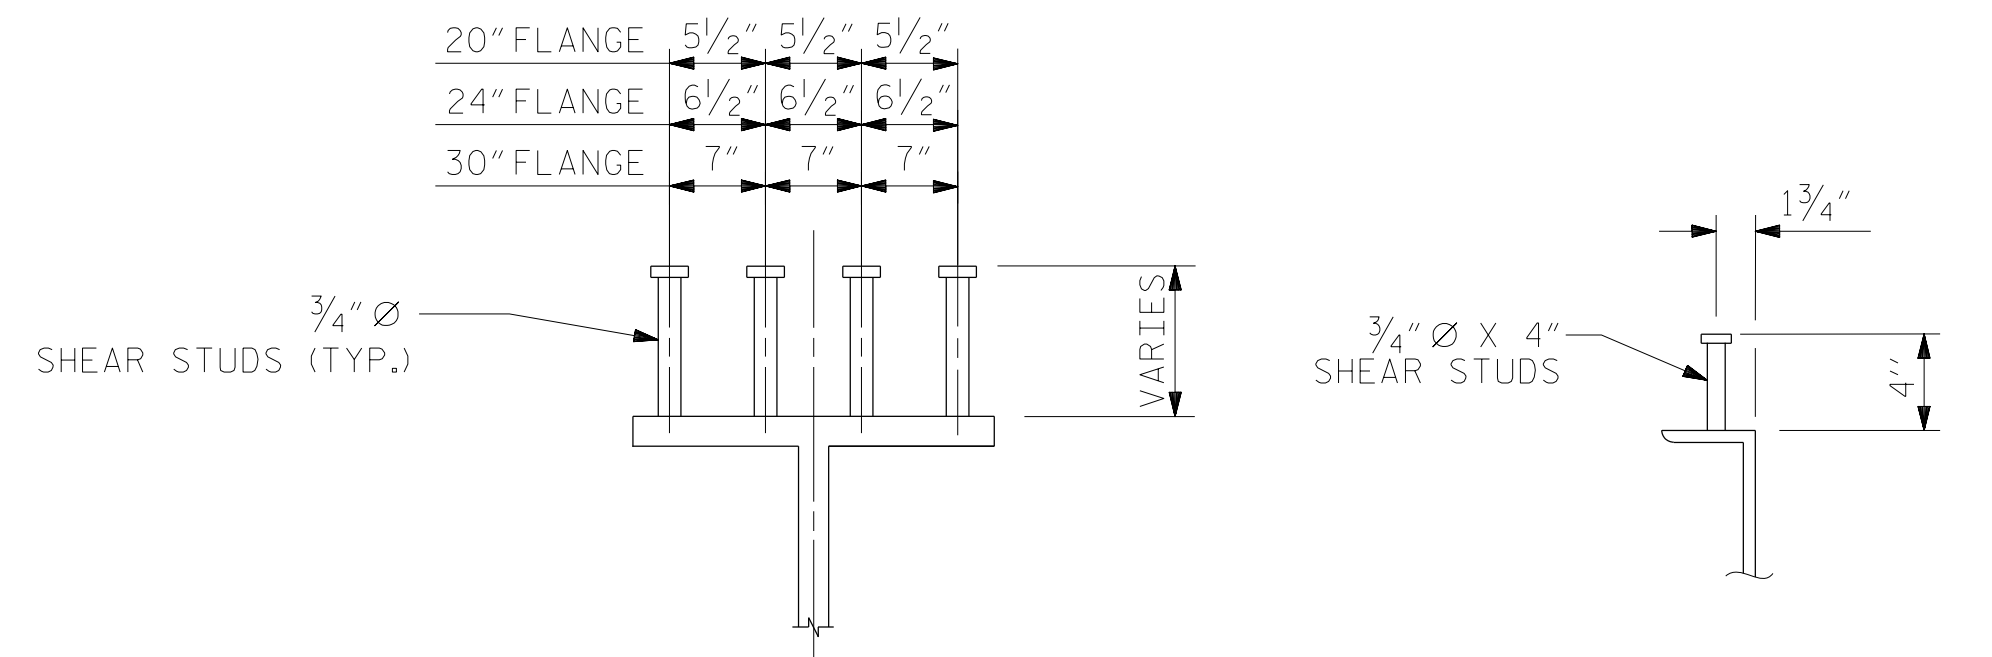 20" FLANGE 5 1/2" 5 1/2" 5 1/2"
24" FLANGE 6 1/2" 6 1/2" 6 1/2"
30" FLANGE 7" 7" 7"
3/4" Ø
SHEAR STUDS (TYP.)
VARIES
1 3/4"
3/4" Ø X 4"
SHEAR STUDS
4"